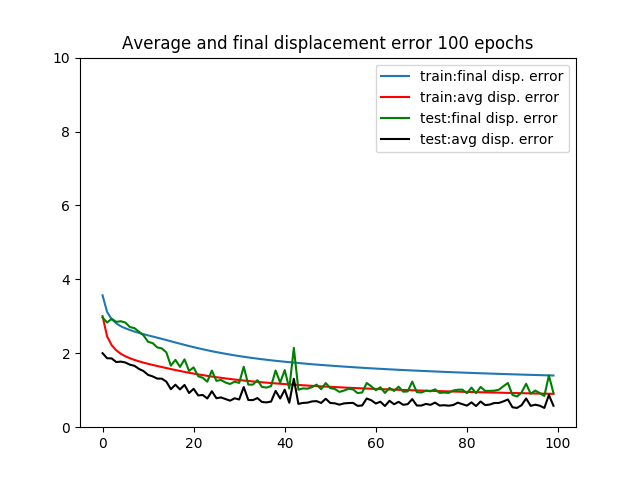 Average and final displacement error 100 epochs
10
8
6
4
2
0
train:final disp. error
train:avg disp. error
test:final disp. error
test:avg disp. error
0 20 40 60 80 100